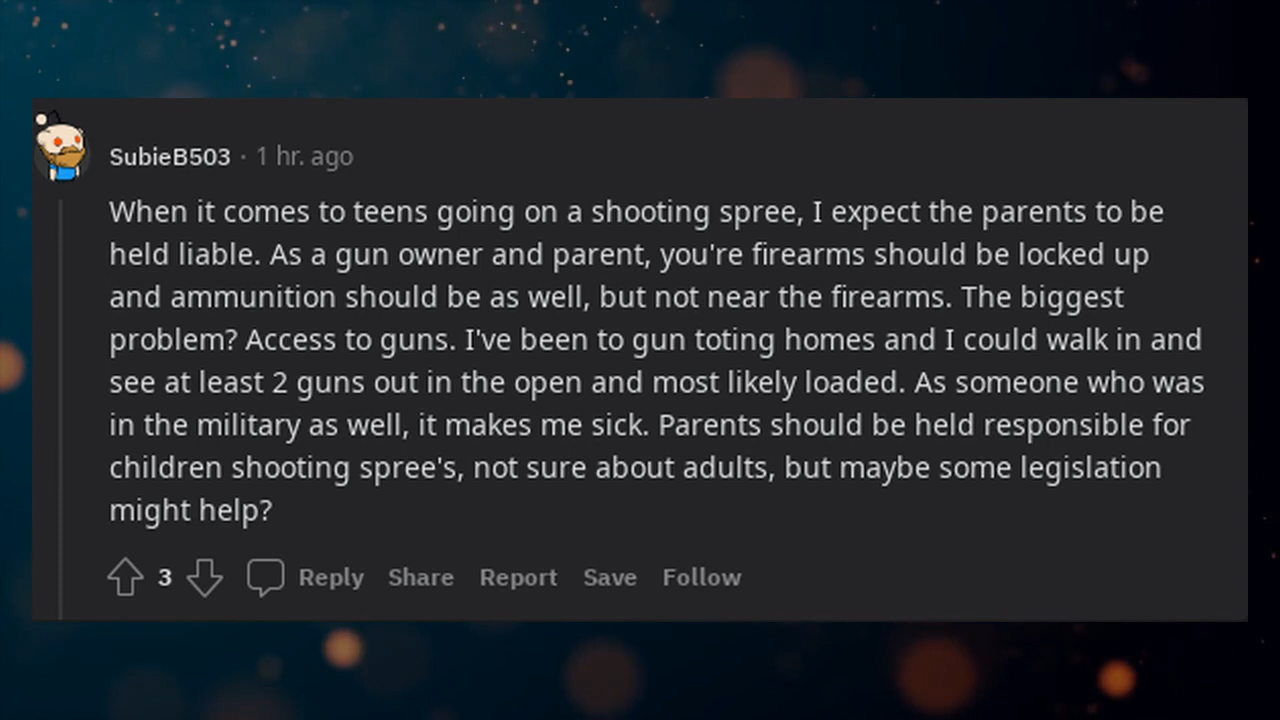 SubieB503 · 1 hr. ago
When it comes to teens going on a shooting spree, I expect the parents to be
held liable. As a gun owner and parent, you're firearms should be locked up
and ammunition should be as well, but not near the firearms. The biggest
problem? Access to guns. I've been to gun toting homes and I could walk in and
see at least 2 guns out in the open and most likely loaded. As someone who was
in the military as well, it makes me sick. Parents should be held responsible for
children shooting spree's, not sure about adults, but maybe some legislation
might help?
3 Reply Share Report Save Follow